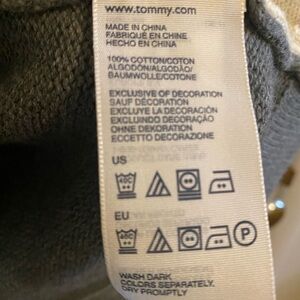 www.tommy.com
MADE IN CHINA
FABRIQUÉ EN CHINE
HECHO EN CHINA
100% COTTON/COTON
ALGODÓN/ALGODÃO/
BAUMWOLLE/COTONE
EXCLUSIVE OF DECORATION
SAUF DÉCORATION
EXCLUYE LA DECORACIÓN
EXCLUINDO DECORAÇÃO
OHNE DEKORATION
ECCETTO DECORAZIONE
US
EU
P
WASH DARK
COLORS SEPARATELY.
DRY PROMPTLY